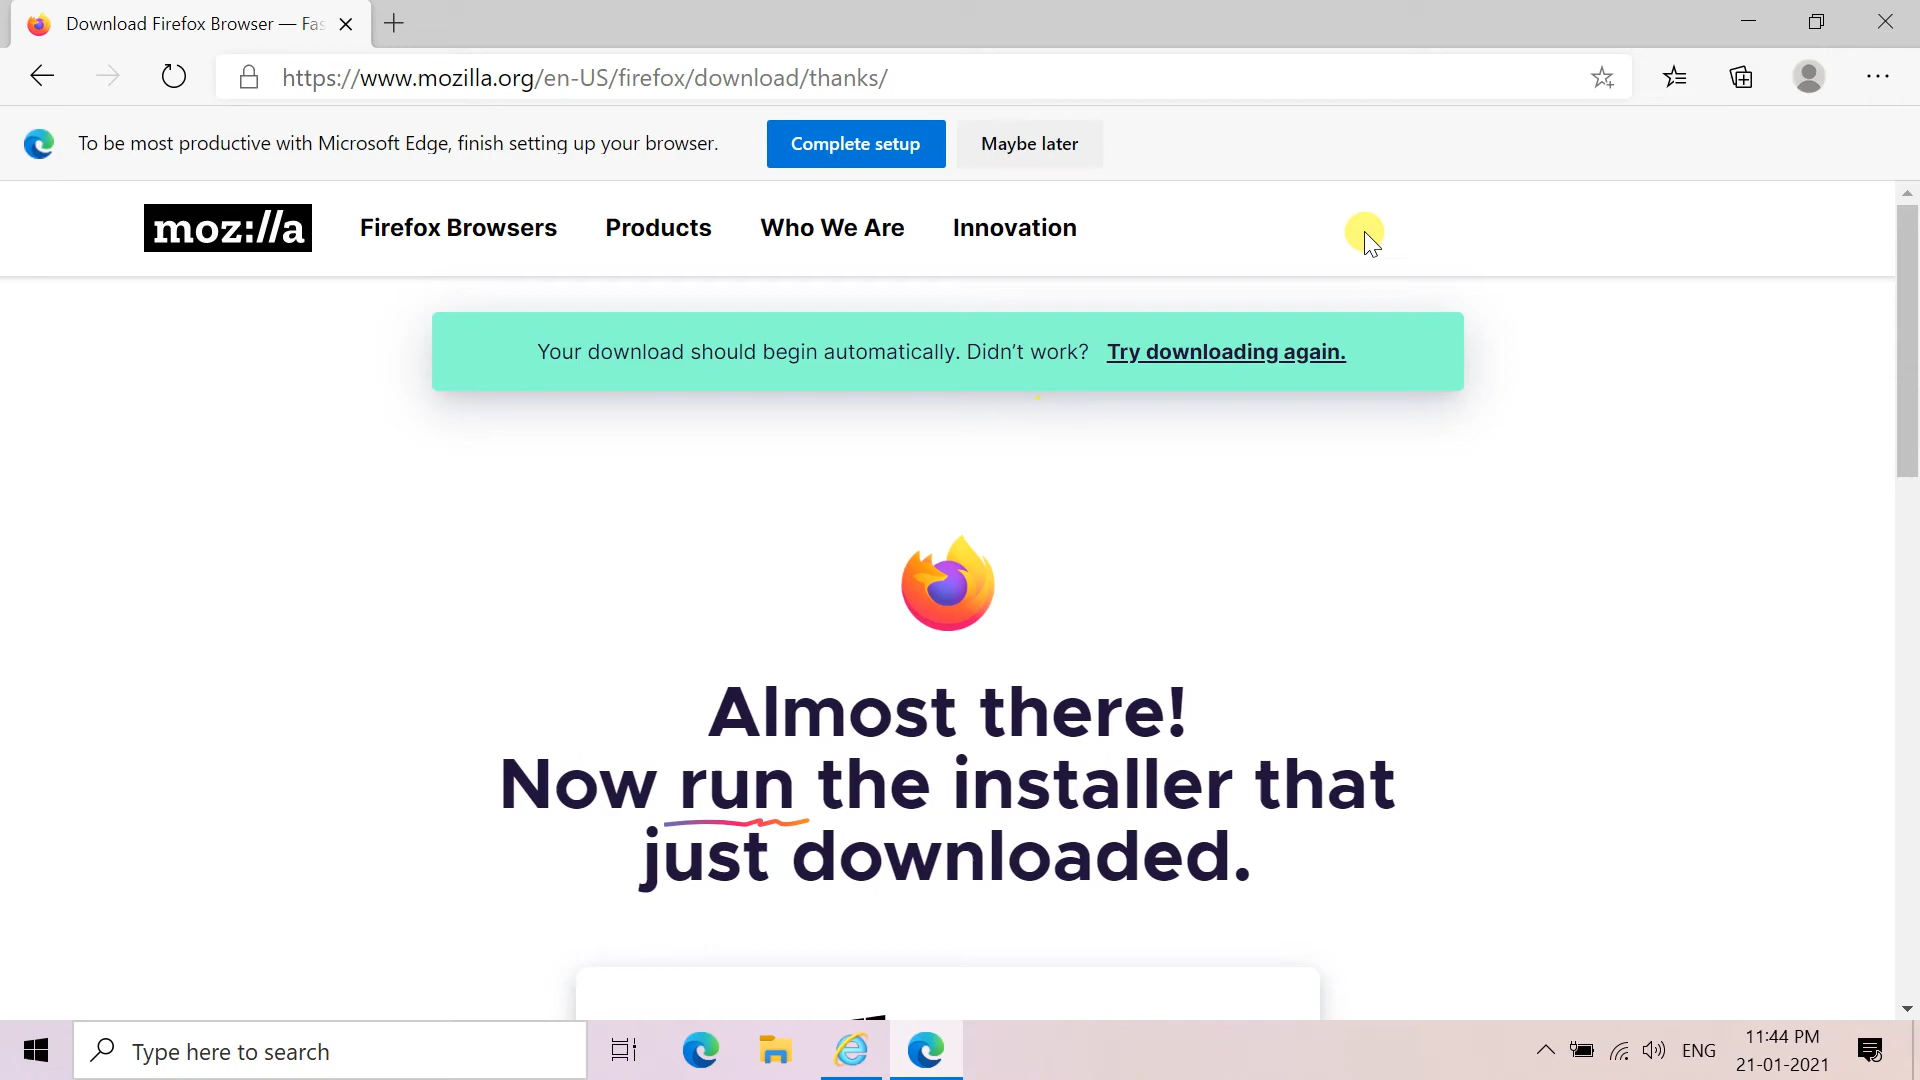 Download Firefox Browser — Fas
https://www.mozilla.org/en-US/firefox/download/thanks/
To be most productive with Microsoft Edge, finish setting up your browser.
Complete setup
Maybe later
moz://a
Firefox Browsers
Products
Who We Are
Innovation
Your download should begin automatically. Didn't work? Try downloading again.
Almost there!
Now run the installer that
just downloaded.
Type here to search
ENG
11:44 PM
21-01-2021